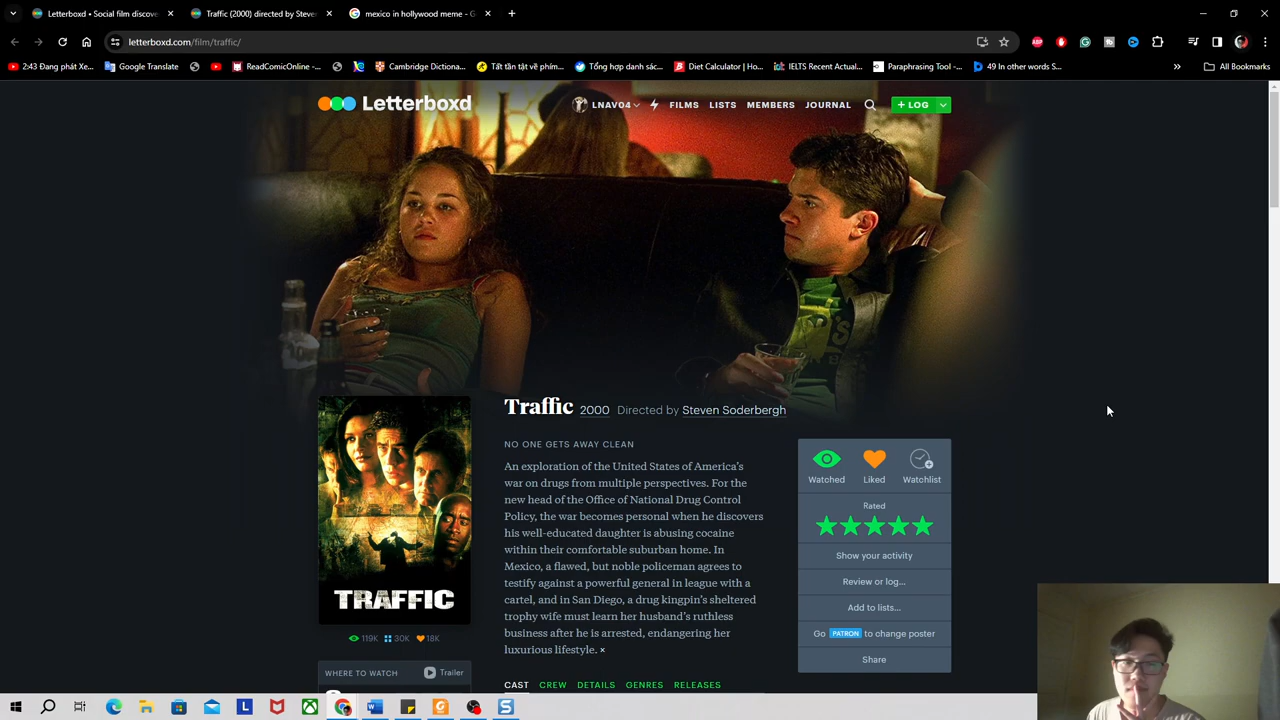 Letterboxd • Social film discov
Traffic (2000) directed by Steve
mexico in hollywood meme - G
letterboxd.com/film/traffic/
2:43 Đang phát Xe...
Google Translate
ReadComicOnline -...
Cambridge Dictiona...
Tất tần tật về phím...
Tổng hợp danh sác...
Diet Calculator | Ho...
IELTS Recent Actual...
Paraphrasing Tool -...
49 In other words S...
»
All Bookmarks
Letterboxd
LNAV04
FILMS
LISTS
MEMBERS
JOURNAL
+ LOG
Traffic 2000 Directed by Steven Soderbergh
NO ONE GETS AWAY CLEAN
An exploration of the United States of America's
war on drugs from multiple perspectives. For the
new head of the Office of National Drug Control
Policy, the war becomes personal when he discovers
his well-educated daughter is abusing cocaine
within their comfortable suburban home. In
Mexico, a flawed, but noble policeman agrees to
testify against a powerful general in league with a
cartel, and in San Diego, a drug kingpin's sheltered
trophy wife must learn her husband's ruthless
business after he is arrested, endangering her
luxurious lifestyle. ×
TRAFFIC
119K 30K 18K
WHERE TO WATCH
Trailer
CAST CREW DETAILS GENRES RELEASES
Watched
Liked
Watchlist
Rated
Show your activity
Review or log...
Add to lists...
Go PATRON to change poster
Share